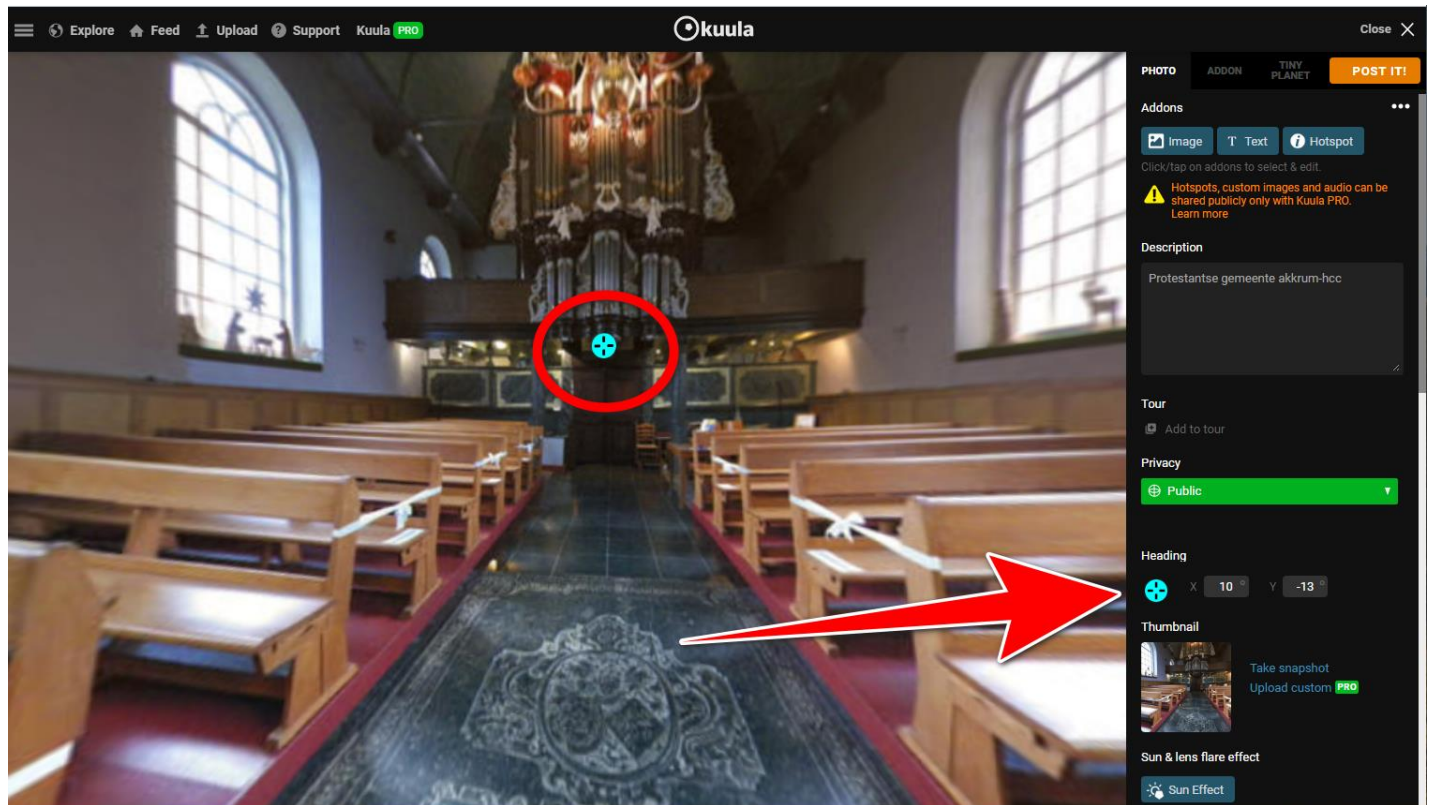 Explore Feed Upload Support Kuula PRO
kuula
Close
PHOTO ADDON TINY PLANET POST IT!
Addons
Image T Text Hotspot
Click/tap on addons to select & edit.
Hotspots, custom images and audio can be
shared publicly only with Kuula PRO.
Learn more
Description
Protestantse gemeente akkrum-hcc
Tour
Add to tour
Privacy
Public
Heading
X 10 ° Y -13 °
Thumbnail
Take snapshot
Upload custom PRO
Sun & lens flare effect
Sun Effect